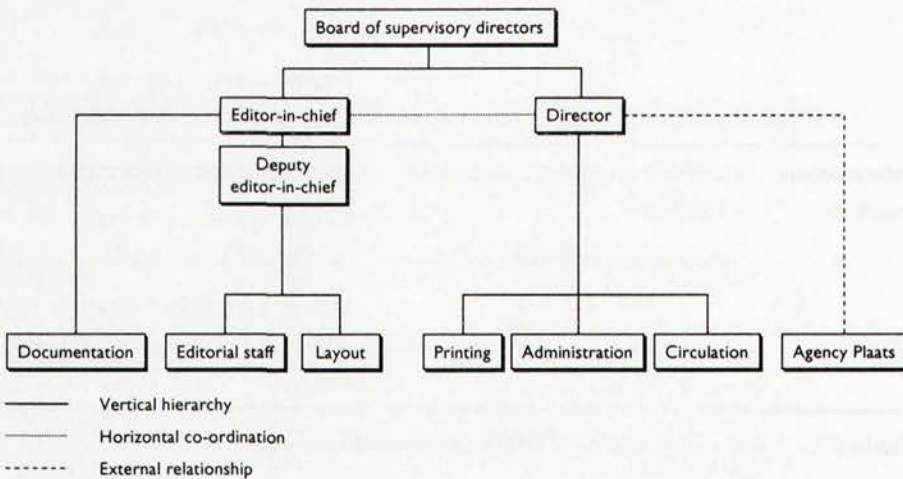 Board of supervisory directors
Editor-in-chief
Director
Deputy
editor-in-chief
Documentation
Editorial staff
Layout
Printing
Administration
Circulation
Agency Plaats
Vertical hierarchy
Horizontal co-ordination
External relationship